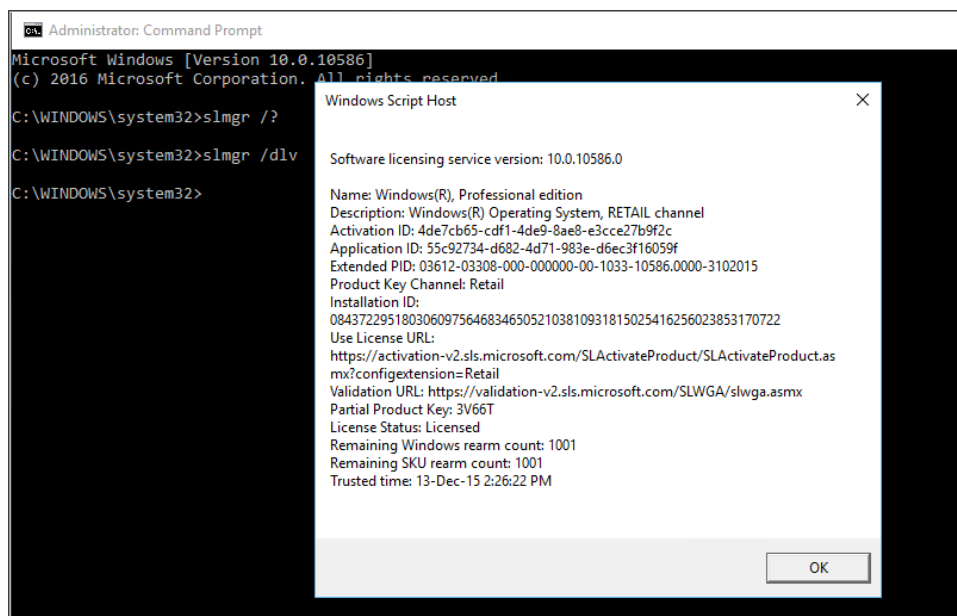 Administrator: Command Prompt
Microsoft Windows [Version 10.0.10586]
(c) 2016 Microsoft Corporation. All rights reserved
C:\WINDOWS\system32>slmgr /?
C:\WINDOWS\system32>slmgr /dlv
C:\WINDOWS\system32>
Windows Script Host
Software licensing service version: 10.0.10586.0
Name: Windows(R), Professional edition
Description: Windows(R) Operating System, RETAIL channel
Activation ID: 4de7cb65-cdf1-4de9-8ae8-e3cce27b9f2c
Application ID: 55c92734-d682-4d71-983e-d6ec3f16059f
Extended PID: 03612-03308-000-000000-00-1033-10586.0000-3102015
Product Key Channel: Retail
Installation ID:
084372295180306097564683465052103810931815025416256023853170722
Use License URL:
https://activation-v2.sls.microsoft.com/SLActivateProduct/SLActivateProduct.as
mx?configextension=Retail
Validation URL: https://validation-v2.sls.microsoft.com/SLWGA/slwga.asmx
Partial Product Key: 3V66T
License Status: Licensed
Remaining Windows rearm count: 1001
Remaining SKU rearm count: 1001
Trusted time: 13-Dec-15 2:26:22 PM
OK